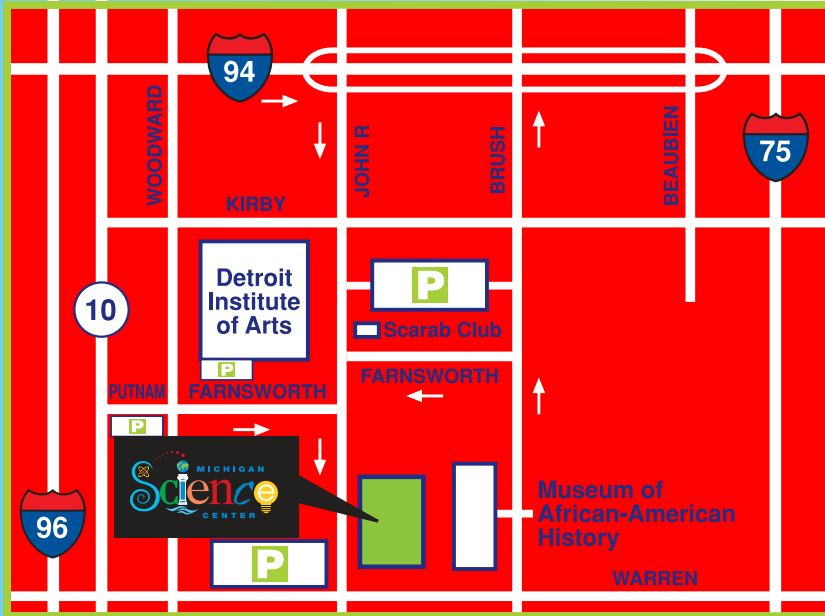 94
WOODWARD
JOHN R
BRUSH
BEAUBIEN
75
KIRBY
Detroit
Institute
of Arts
P
10
Scarab Club
P
FARNSWORTH
PUTNAM
FARNSWORTH
P
MICHIGAN
Science
CENTER
96
Museum of
African-American
History
P
WARREN